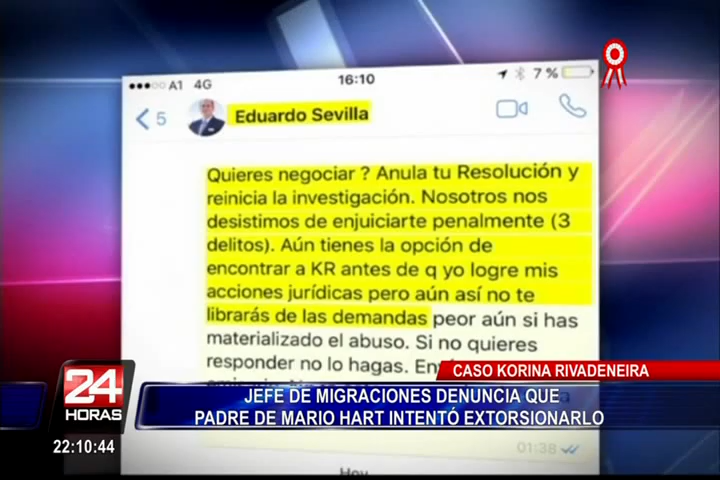 A1 4G 16:10 7 %
5 Eduardo Sevilla
Quieres negociar ? Anula tu Resolución y
reinicia la investigación. Nosotros nos
desistimos de enjuiciarte penalmente (3
delitos). Aún tienes la opción de
encontrar a KR antes de q yo logre mis
acciones jurídicas pero aún así no te
librarás de las demandas peor aún si has
materializado el abuso. Si no quieres
responder no lo hagas.
CASO KORINA RIVADENEIRA
24
HORAS
JEFE DE MIGRACIONES DENUNCIA QUE
PADRE DE MARIO HART INTENTÓ EXTORSIONARLO
22:10:44
01:38
Hoy